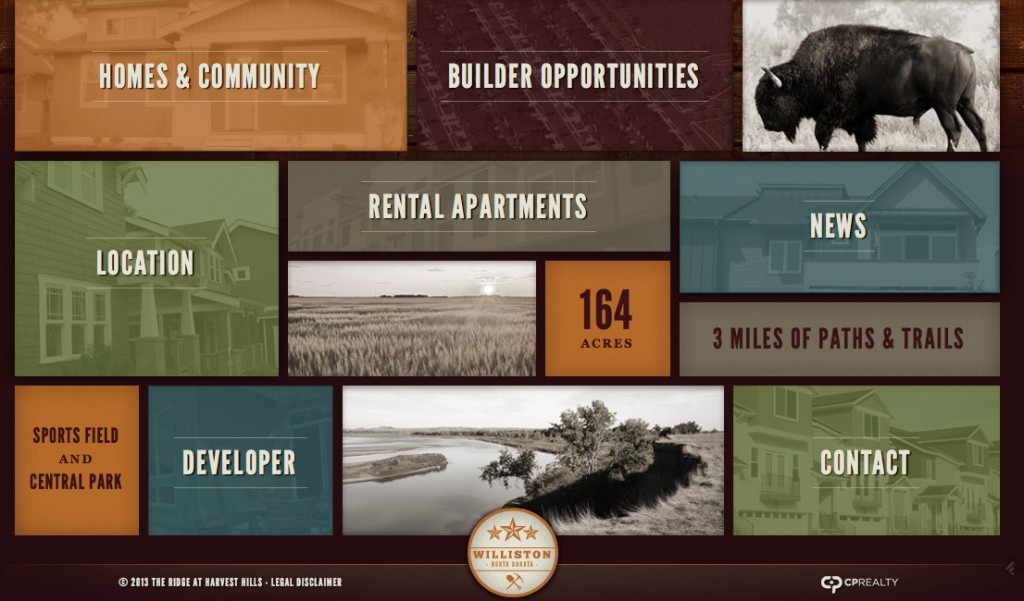 HOMES & COMMUNITY
BUILDER OPPORTUNITIES
LOCATION
RENTAL APARTMENTS
NEWS
164
ACRES
3 MILES OF PATHS & TRAILS
SPORTS FIELD
AND
CENTRAL PARK
DEVELOPER
CONTACT
WILLISTON
NORTH DAKOTA
© 2013 THE RIDGE AT HARVEST HILLS - LEGAL DISCLAIMER
CPREALTY